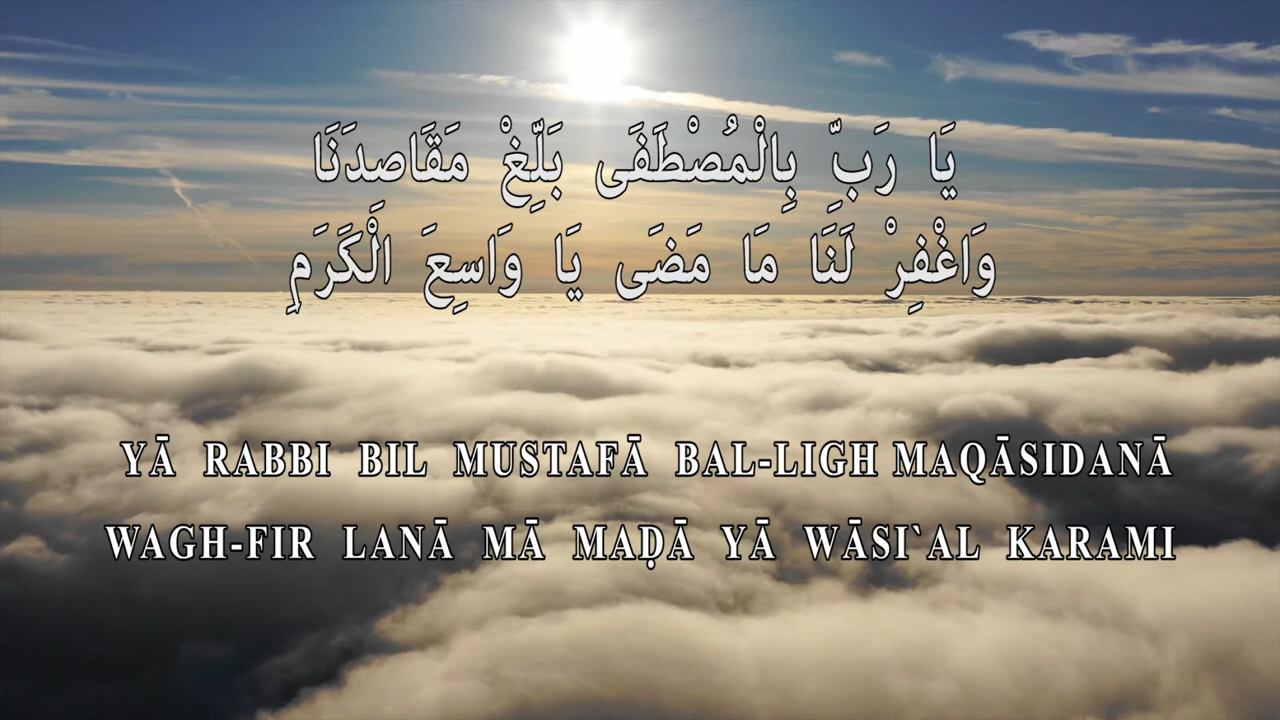 يَا رَبِّ بِالْمُصْطَفَى بَلِّغْ مَقَاصِدَنَا
وَاغْفِرْ لَنَا مَا مَضَى يَا وَاسِعَ الْكَرَمِ
YĀ RABBI BIL MUSTAFĀ BAL-LIGH MAQĀSIDANĀ
WAGH-FIR LANĀ MĀ MAḌĀ YĀ WĀSI`AL KARAMI